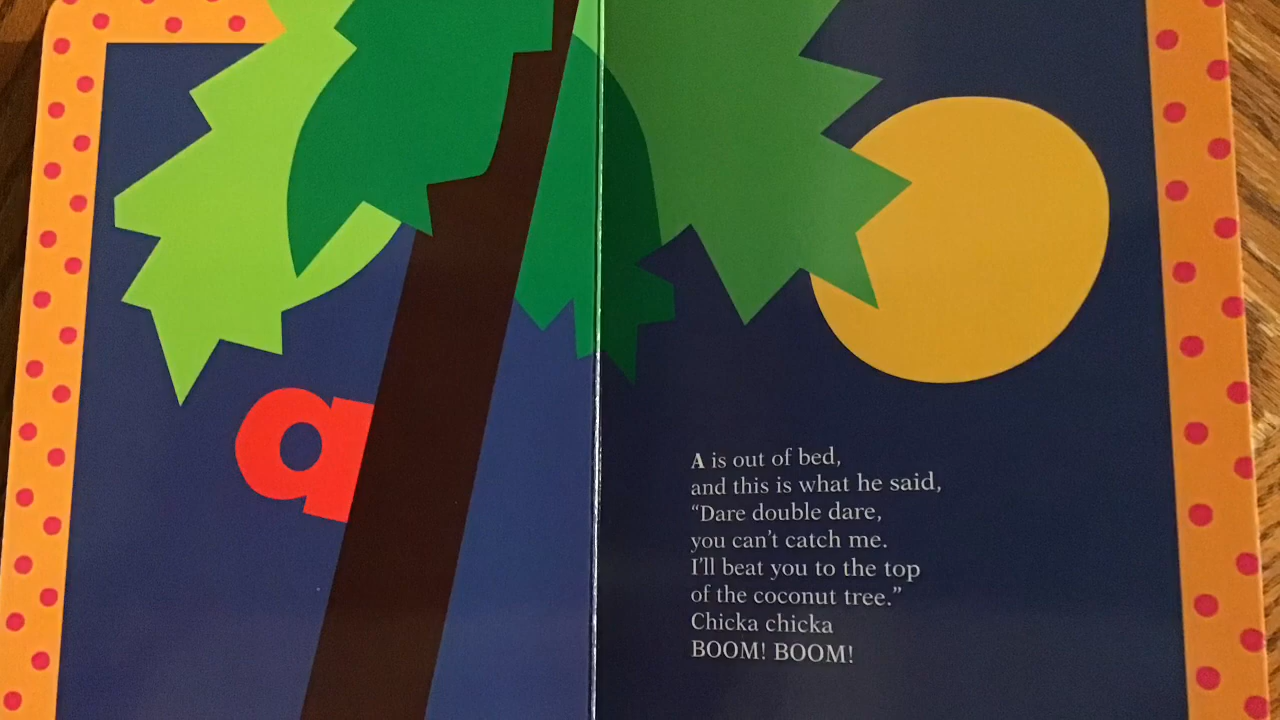 a
A is out of bed,
and this is what he said,
“Dare double dare,
you can’t catch me.
I’ll beat you to the top
of the coconut tree.”
Chicka chicka
BOOM! BOOM!